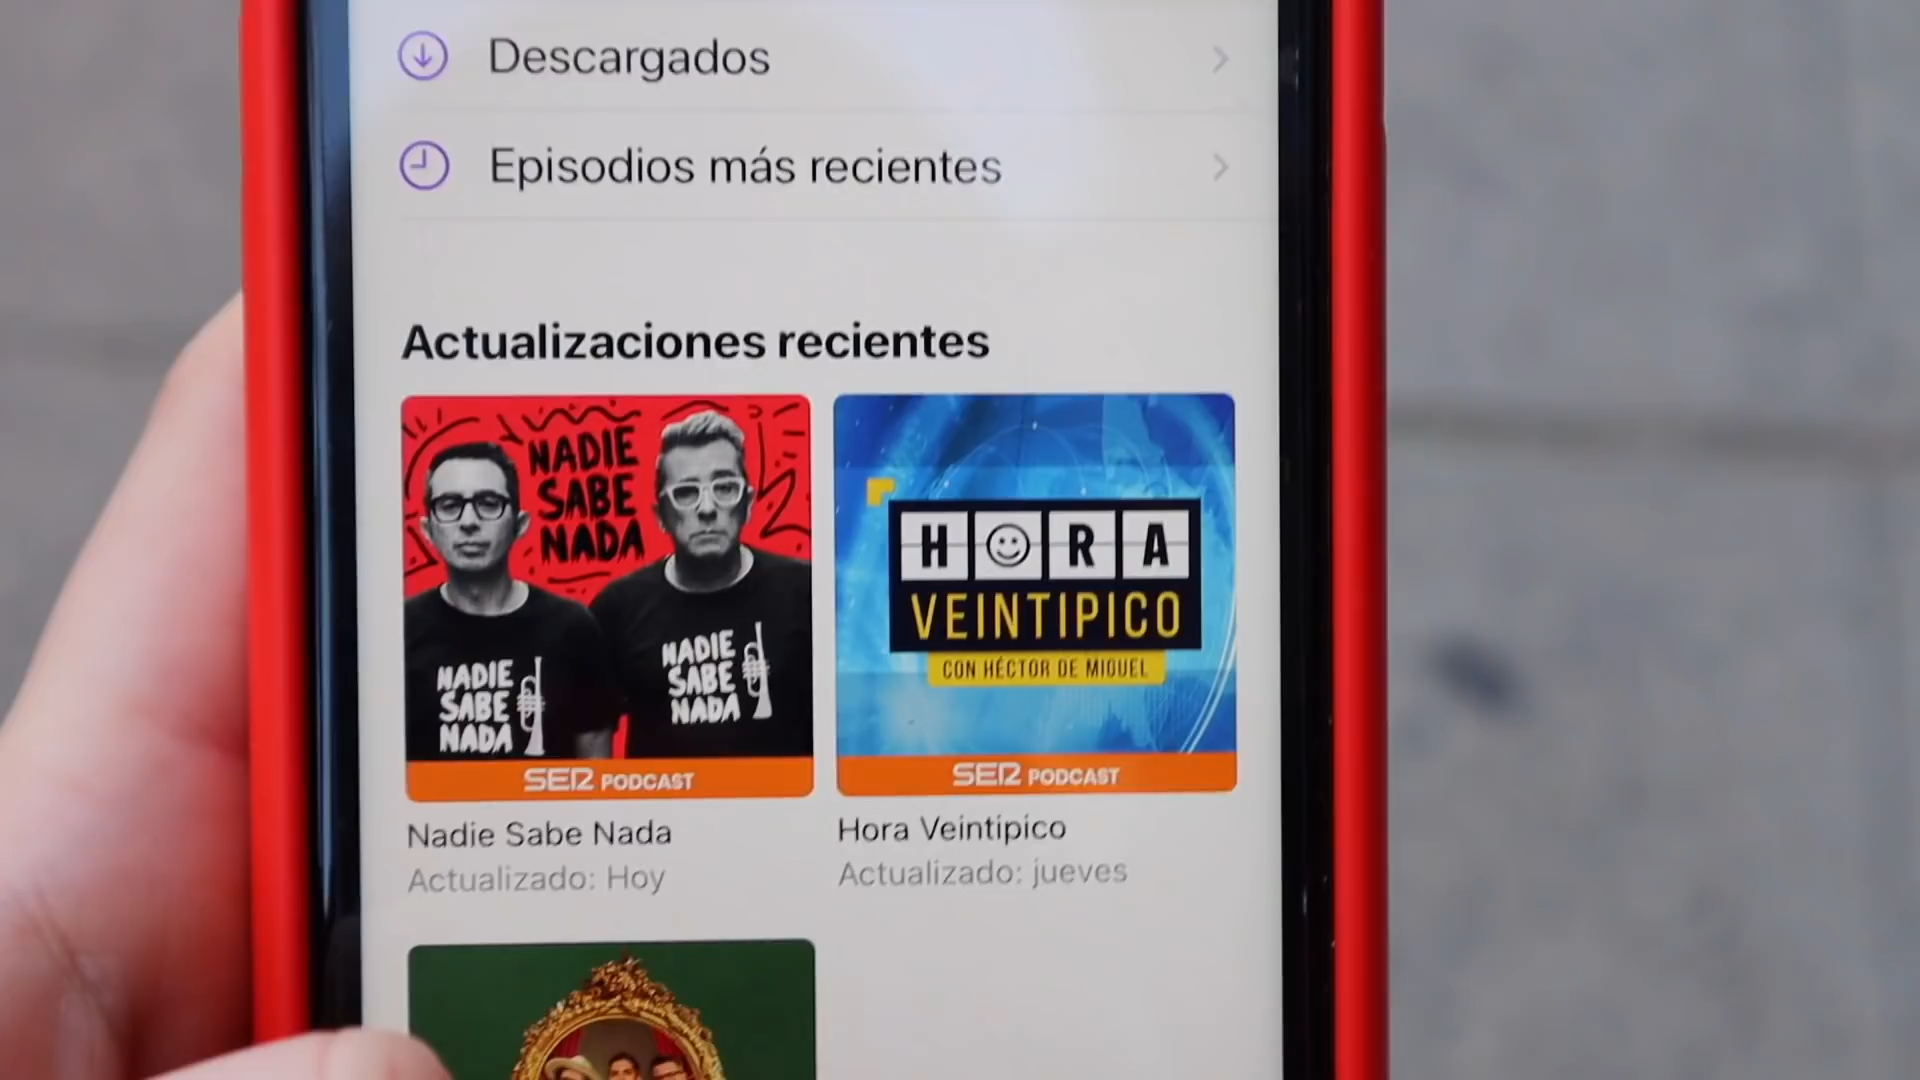 Descargados
Episodios más recientes
Actualizaciones recientes
NADIE
SABE
NADA
NADIE
SABE
NADA
NADIE
SABE
NADA
SER PODCAST
Nadie Sabe Nada
Actualizado: Hoy
HORA
VEINTIPICO
CON HÉCTOR DE MIGUEL
SER PODCAST
Hora Veintipico
Actualizado: jueves